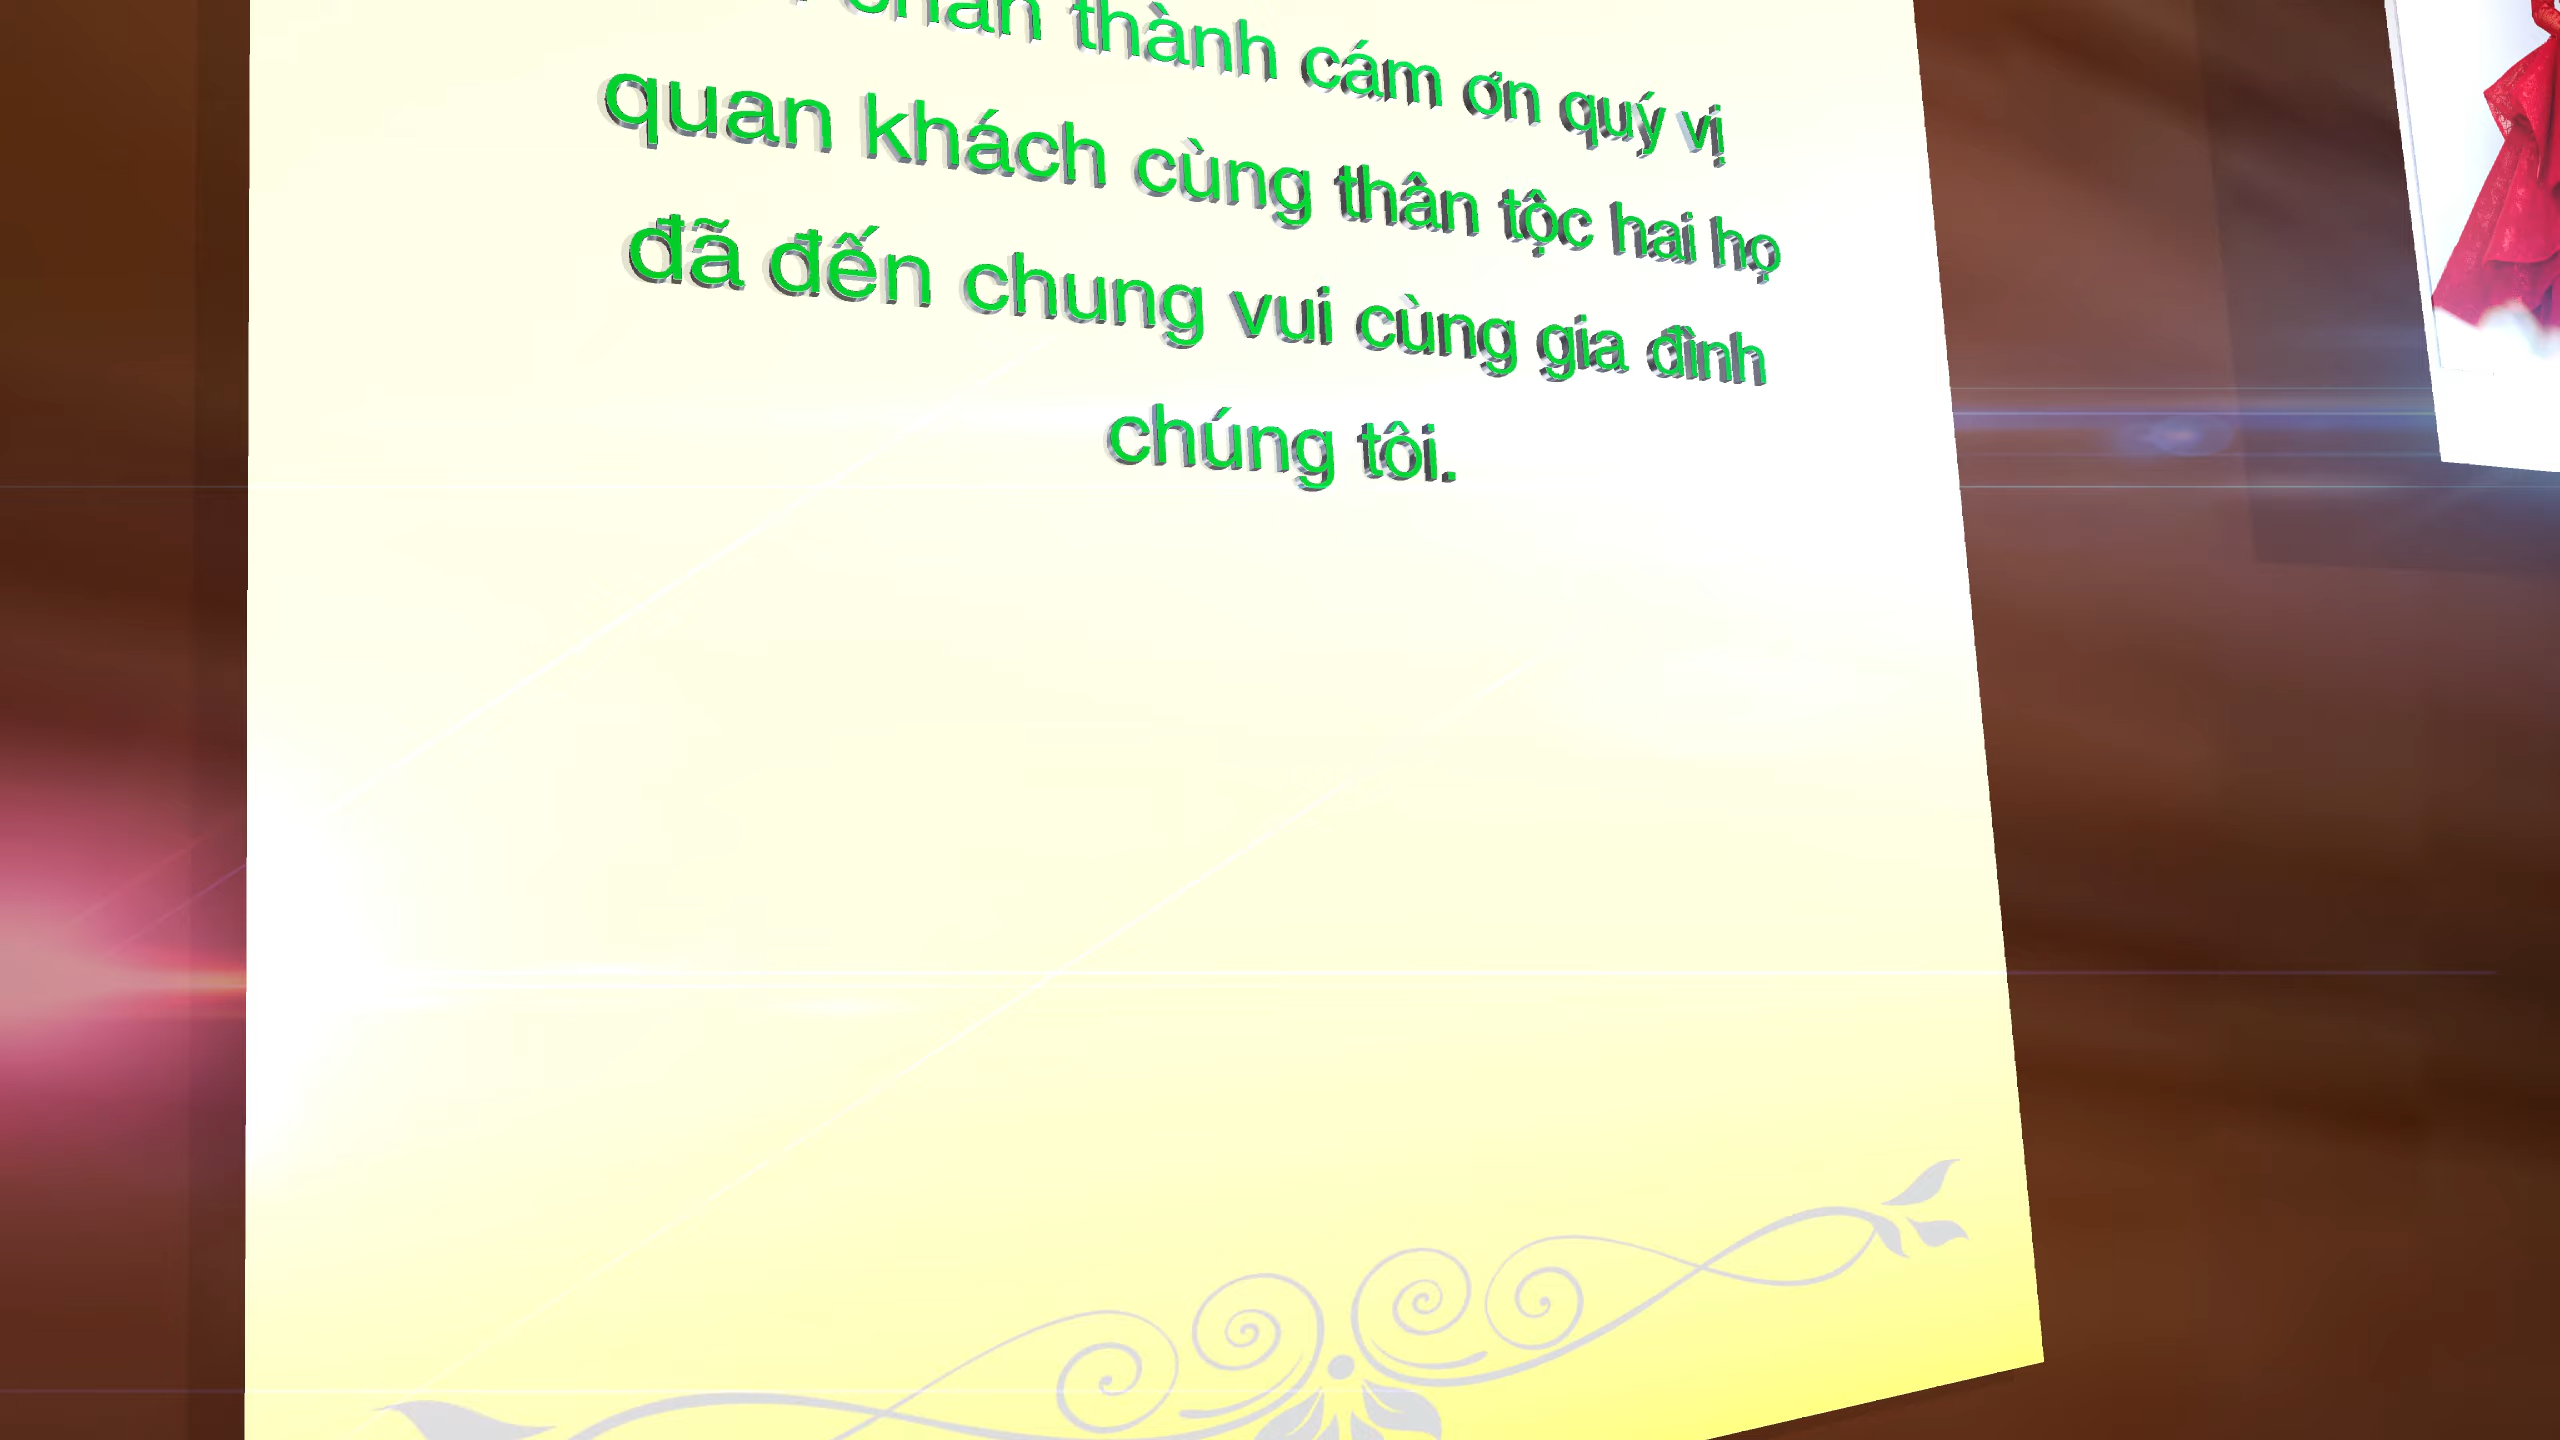 chân thành cám ơn quý vị
quan khách cùng thân tộc hai họ
đã đến chung vui cùng gia đình
chúng tôi.